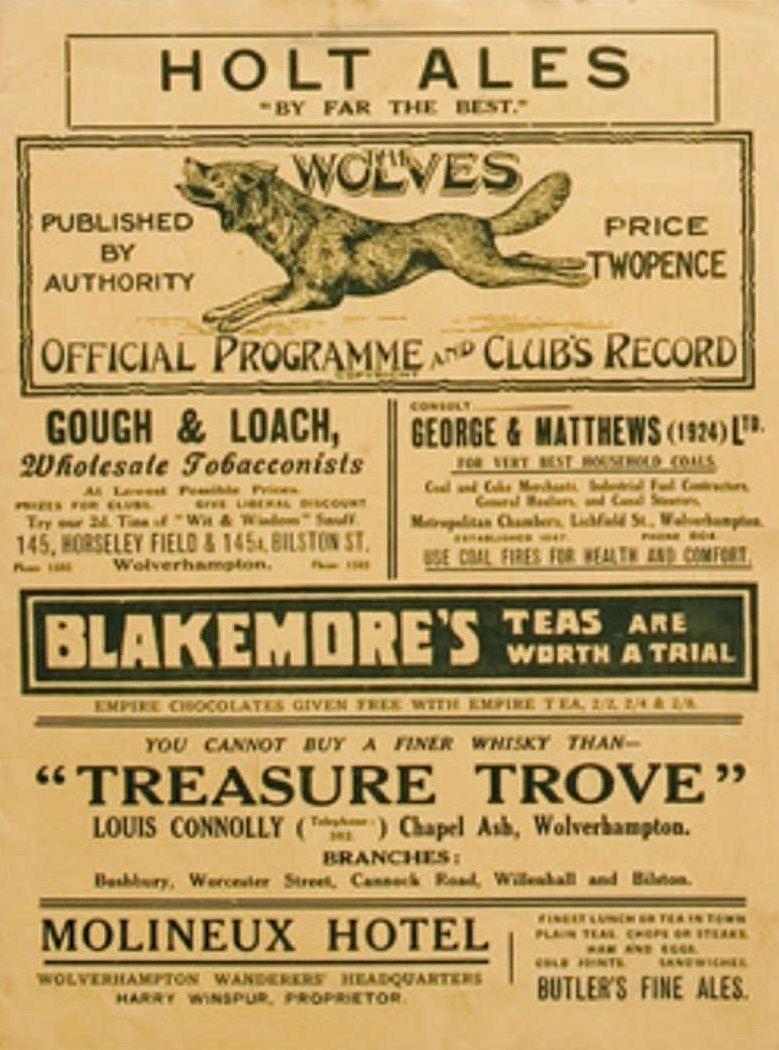 HOLT ALES
"BY FAR THE BEST."
THE
WOLVES
PUBLISHED
BY
AUTHORITY
PRICE
TWOPENCE
OFFICIAL PROGRAMME AND CLUB'S RECORD
COPYRIGHT
GOUGH & LOACH,
Wholesale Tobacconists
At Lowest Possible Prices.
PRIZES FOR CLUBS. GIVE LIBERAL DISCOUNT
Try our 2d. Tins of "Wit & Wisdom" Snuff.
145, HORSELEY FIELD & 145A, BILSTON ST.
Wolverhampton.
CONSULT
GEORGE & MATTHEWS (1924) LTD.
FOR VERY BEST HOUSEHOLD COALS.
Coal and Coke Merchants, Industrial Fuel Contractors,
General Hauliers, and Canal Steerers,
Metropolitan Chambers, Lichfield St., Wolverhampton.
ESTABLISHED PHONE
USE COAL FIRES FOR HEALTH AND COMFORT.
BLAKEMORE'S TEAS ARE
WORTH A TRIAL
EMPIRE CHOCOLATES GIVEN FREE WITH EMPIRE TEA, 2/2, 2/4 & 2/8.
YOU CANNOT BUY A FINER WHISKY THAN—
"TREASURE TROVE"
LOUIS CONNOLLY (Telephone: ) Chapel Ash, Wolverhampton.
BRANCHES:
Bushbury, Worcester Street, Cannock Road, Willenhall and Bilston.
MOLINEUX HOTEL
WOLVERHAMPTON WANDERERS' HEADQUARTERS
HARRY WINSPUR, PROPRIETOR.
FINEST LUNCH OR TEA IN TOWN
PLAIN TEAS. CHOPS OR STEAKS.
HAM AND EGGS.
COLD JOINTS. SANDWICHES.
BUTLER'S FINE ALES.